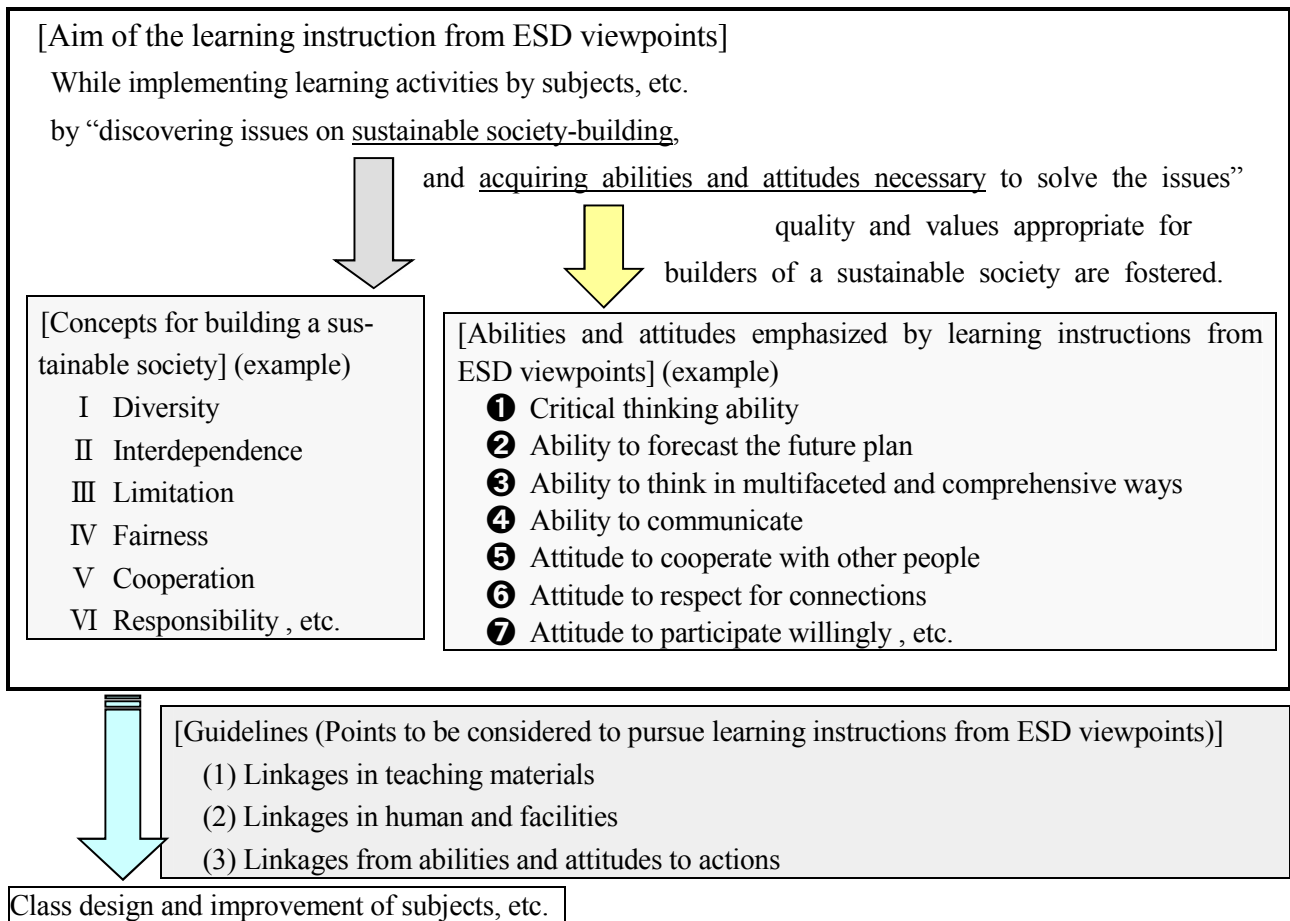 [Aim of the learning instruction from ESD viewpoints]
While implementing learning activities by subjects, etc.
by “discovering issues on sustainable society-building,
and acquiring abilities and attitudes necessary to solve the issues”
quality and values appropriate for
builders of a sustainable society are fostered.
[Concepts for building a sus-
tainable society] (example)
Ⅰ Diversity
Ⅱ Interdependence
Ⅲ Limitation
Ⅳ Fairness
Ⅴ Cooperation
Ⅵ Responsibility , etc.
[Abilities and attitudes emphasized by learning instructions from
ESD viewpoints] (example)
❶ Critical thinking ability
❷ Ability to forecast the future plan
❸ Ability to think in multifaceted and comprehensive ways
❹ Ability to communicate
❺ Attitude to cooperate with other people
❻ Attitude to respect for connections
❼ Attitude to participate willingly , etc.
[Guidelines (Points to be considered to pursue learning instructions from ESD viewpoints)]
(1) Linkages in teaching materials
(2) Linkages in human and facilities
(3) Linkages from abilities and attitudes to actions
Class design and improvement of subjects, etc.